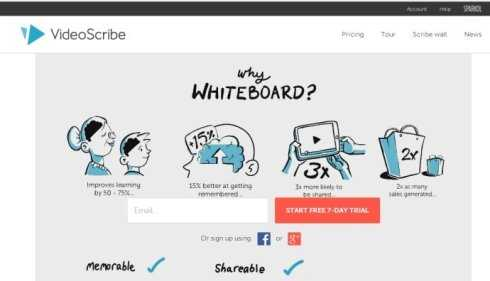 Account Help SPARKOL
VideoScribe
Pricing Tour Scribe wall News
why
WHITEBOARD?
+15%
3x
2x
Improves learning
by 50 - 75%...
15% better at getting
remembered...
3x more likely to
be shared...
2x as many
sales generated...
Email...
START FREE 7-DAY TRIAL
Or sign up using f or g+
Memorable
Shareable